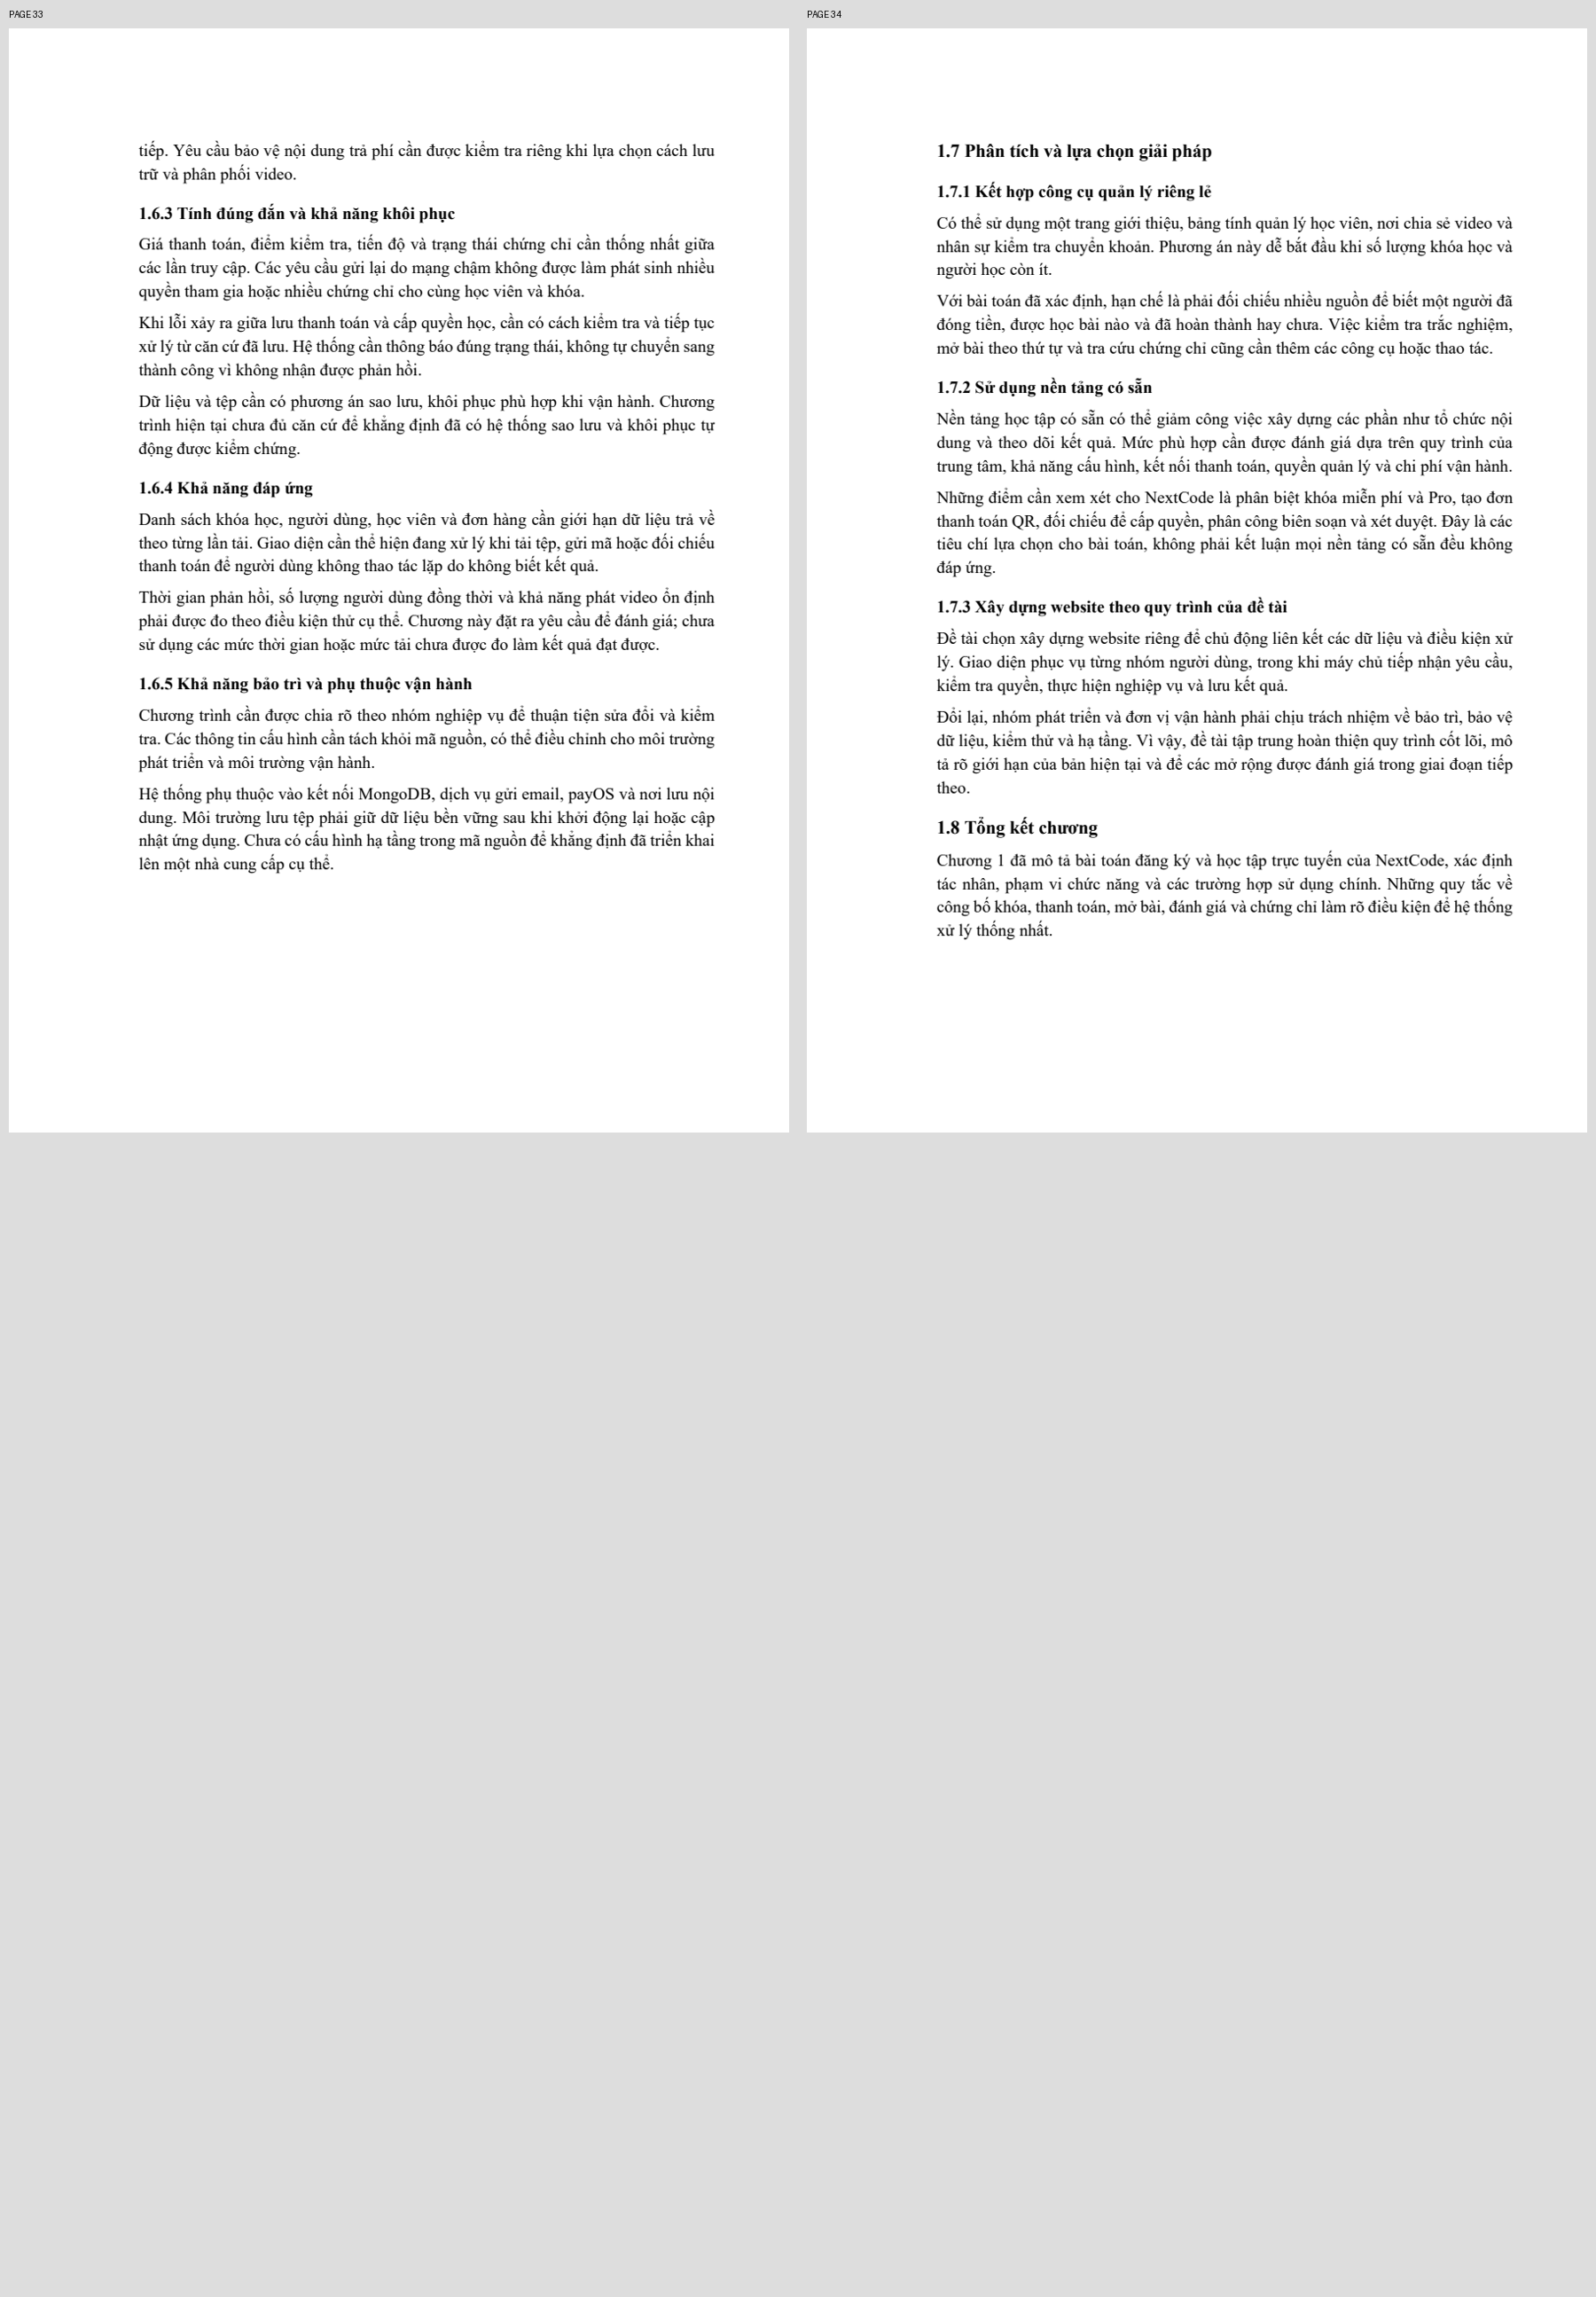 PAGE 33
tiếp. Yêu cầu bảo vệ nội dung trả phí cần được kiểm tra riêng khi lựa chọn cách lưu
trữ và phân phối video.
1.6.3 Tính đúng đắn và khả năng khôi phục
Giá thanh toán, điểm kiểm tra, tiến độ và trạng thái chứng chỉ cần thống nhất giữa
các lần truy cập. Các yêu cầu gửi lại do mạng chậm không được làm phát sinh nhiều
quyền tham gia hoặc nhiều chứng chỉ cho cùng học viên và khóa.
Khi lỗi xảy ra giữa lưu thanh toán và cấp quyền học, cần có cách kiểm tra và tiếp tục
xử lý từ căn cứ đã lưu. Hệ thống cần thông báo đúng trạng thái, không tự chuyển sang
thành công vì không nhận được phản hồi.
Dữ liệu và tệp cần có phương án sao lưu, khôi phục phù hợp khi vận hành. Chương
trình hiện tại chưa đủ căn cứ để khẳng định đã có hệ thống sao lưu và khôi phục tự
động được kiểm chứng.
1.6.4 Khả năng đáp ứng
Danh sách khóa học, người dùng, học viên và đơn hàng cần giới hạn dữ liệu trả về
theo từng lần tải. Giao diện cần thể hiện đang xử lý khi tải tệp, gửi mã hoặc đối chiếu
thanh toán để người dùng không thao tác lặp do không biết kết quả.
Thời gian phản hồi, số lượng người dùng đồng thời và khả năng phát video ổn định
phải được đo theo điều kiện thử cụ thể. Chương này đặt ra yêu cầu để đánh giá; chưa
sử dụng các mức thời gian hoặc mức tải chưa được đo làm kết quả đạt được.
1.6.5 Khả năng bảo trì và phụ thuộc vận hành
Chương trình cần được chia rõ theo nhóm nghiệp vụ để thuận tiện sửa đổi và kiểm
tra. Các thông tin cấu hình cần tách khỏi mã nguồn, có thể điều chỉnh cho môi trường
phát triển và môi trường vận hành.
Hệ thống phụ thuộc vào kết nối MongoDB, dịch vụ gửi email, payOS và nơi lưu nội
dung. Môi trường lưu tệp phải giữ dữ liệu bền vững sau khi khởi động lại hoặc cập
nhật ứng dụng. Chưa có cấu hình hạ tầng trong mã nguồn để khẳng định đã triển khai
lên một nhà cung cấp cụ thể.
PAGE 34
1.7 Phân tích và lựa chọn giải pháp
1.7.1 Kết hợp công cụ quản lý riêng lẻ
Có thể sử dụng một trang giới thiệu, bảng tính quản lý học viên, nơi chia sẻ video và
nhân sự kiểm tra chuyển khoản. Phương án này dễ bắt đầu khi số lượng khóa học và
người học còn ít.
Với bài toán đã xác định, hạn chế là phải đối chiếu nhiều nguồn để biết một người đã
đóng tiền, được học bài nào và đã hoàn thành hay chưa. Việc kiểm tra trắc nghiệm,
mở bài theo thứ tự và tra cứu chứng chỉ cũng cần thêm các công cụ hoặc thao tác.
1.7.2 Sử dụng nền tảng có sẵn
Nền tảng học tập có sẵn có thể giảm công việc xây dựng các phần như tổ chức nội
dung và theo dõi kết quả. Mức phù hợp cần được đánh giá dựa trên quy trình của
trung tâm, khả năng cấu hình, kết nối thanh toán, quyền quản lý và chi phí vận hành.
Những điểm cần xem xét cho NextCode là phân biệt khóa miễn phí và Pro, tạo đơn
thanh toán QR, đối chiếu để cấp quyền, phân công biên soạn và xét duyệt. Đây là các
tiêu chí lựa chọn cho bài toán, không phải kết luận mọi nền tảng có sẵn đều không
đáp ứng.
1.7.3 Xây dựng website theo quy trình của đề tài
Đề tài chọn xây dựng website riêng để chủ động liên kết các dữ liệu và điều kiện xử
lý. Giao diện phục vụ từng nhóm người dùng, trong khi máy chủ tiếp nhận yêu cầu,
kiểm tra quyền, thực hiện nghiệp vụ và lưu kết quả.
Đổi lại, nhóm phát triển và đơn vị vận hành phải chịu trách nhiệm về bảo trì, bảo vệ
dữ liệu, kiểm thử và hạ tầng. Vì vậy, đề tài tập trung hoàn thiện quy trình cốt lõi, mô
tả rõ giới hạn của bản hiện tại và để các mở rộng được đánh giá trong giai đoạn tiếp
theo.
1.8 Tổng kết chương
Chương 1 đã mô tả bài toán đăng ký và học tập trực tuyến của NextCode, xác định
tác nhân, phạm vi chức năng và các trường hợp sử dụng chính. Những quy tắc về
công bố khóa, thanh toán, mở bài, đánh giá và chứng chỉ làm rõ điều kiện để hệ thống
xử lý thống nhất.